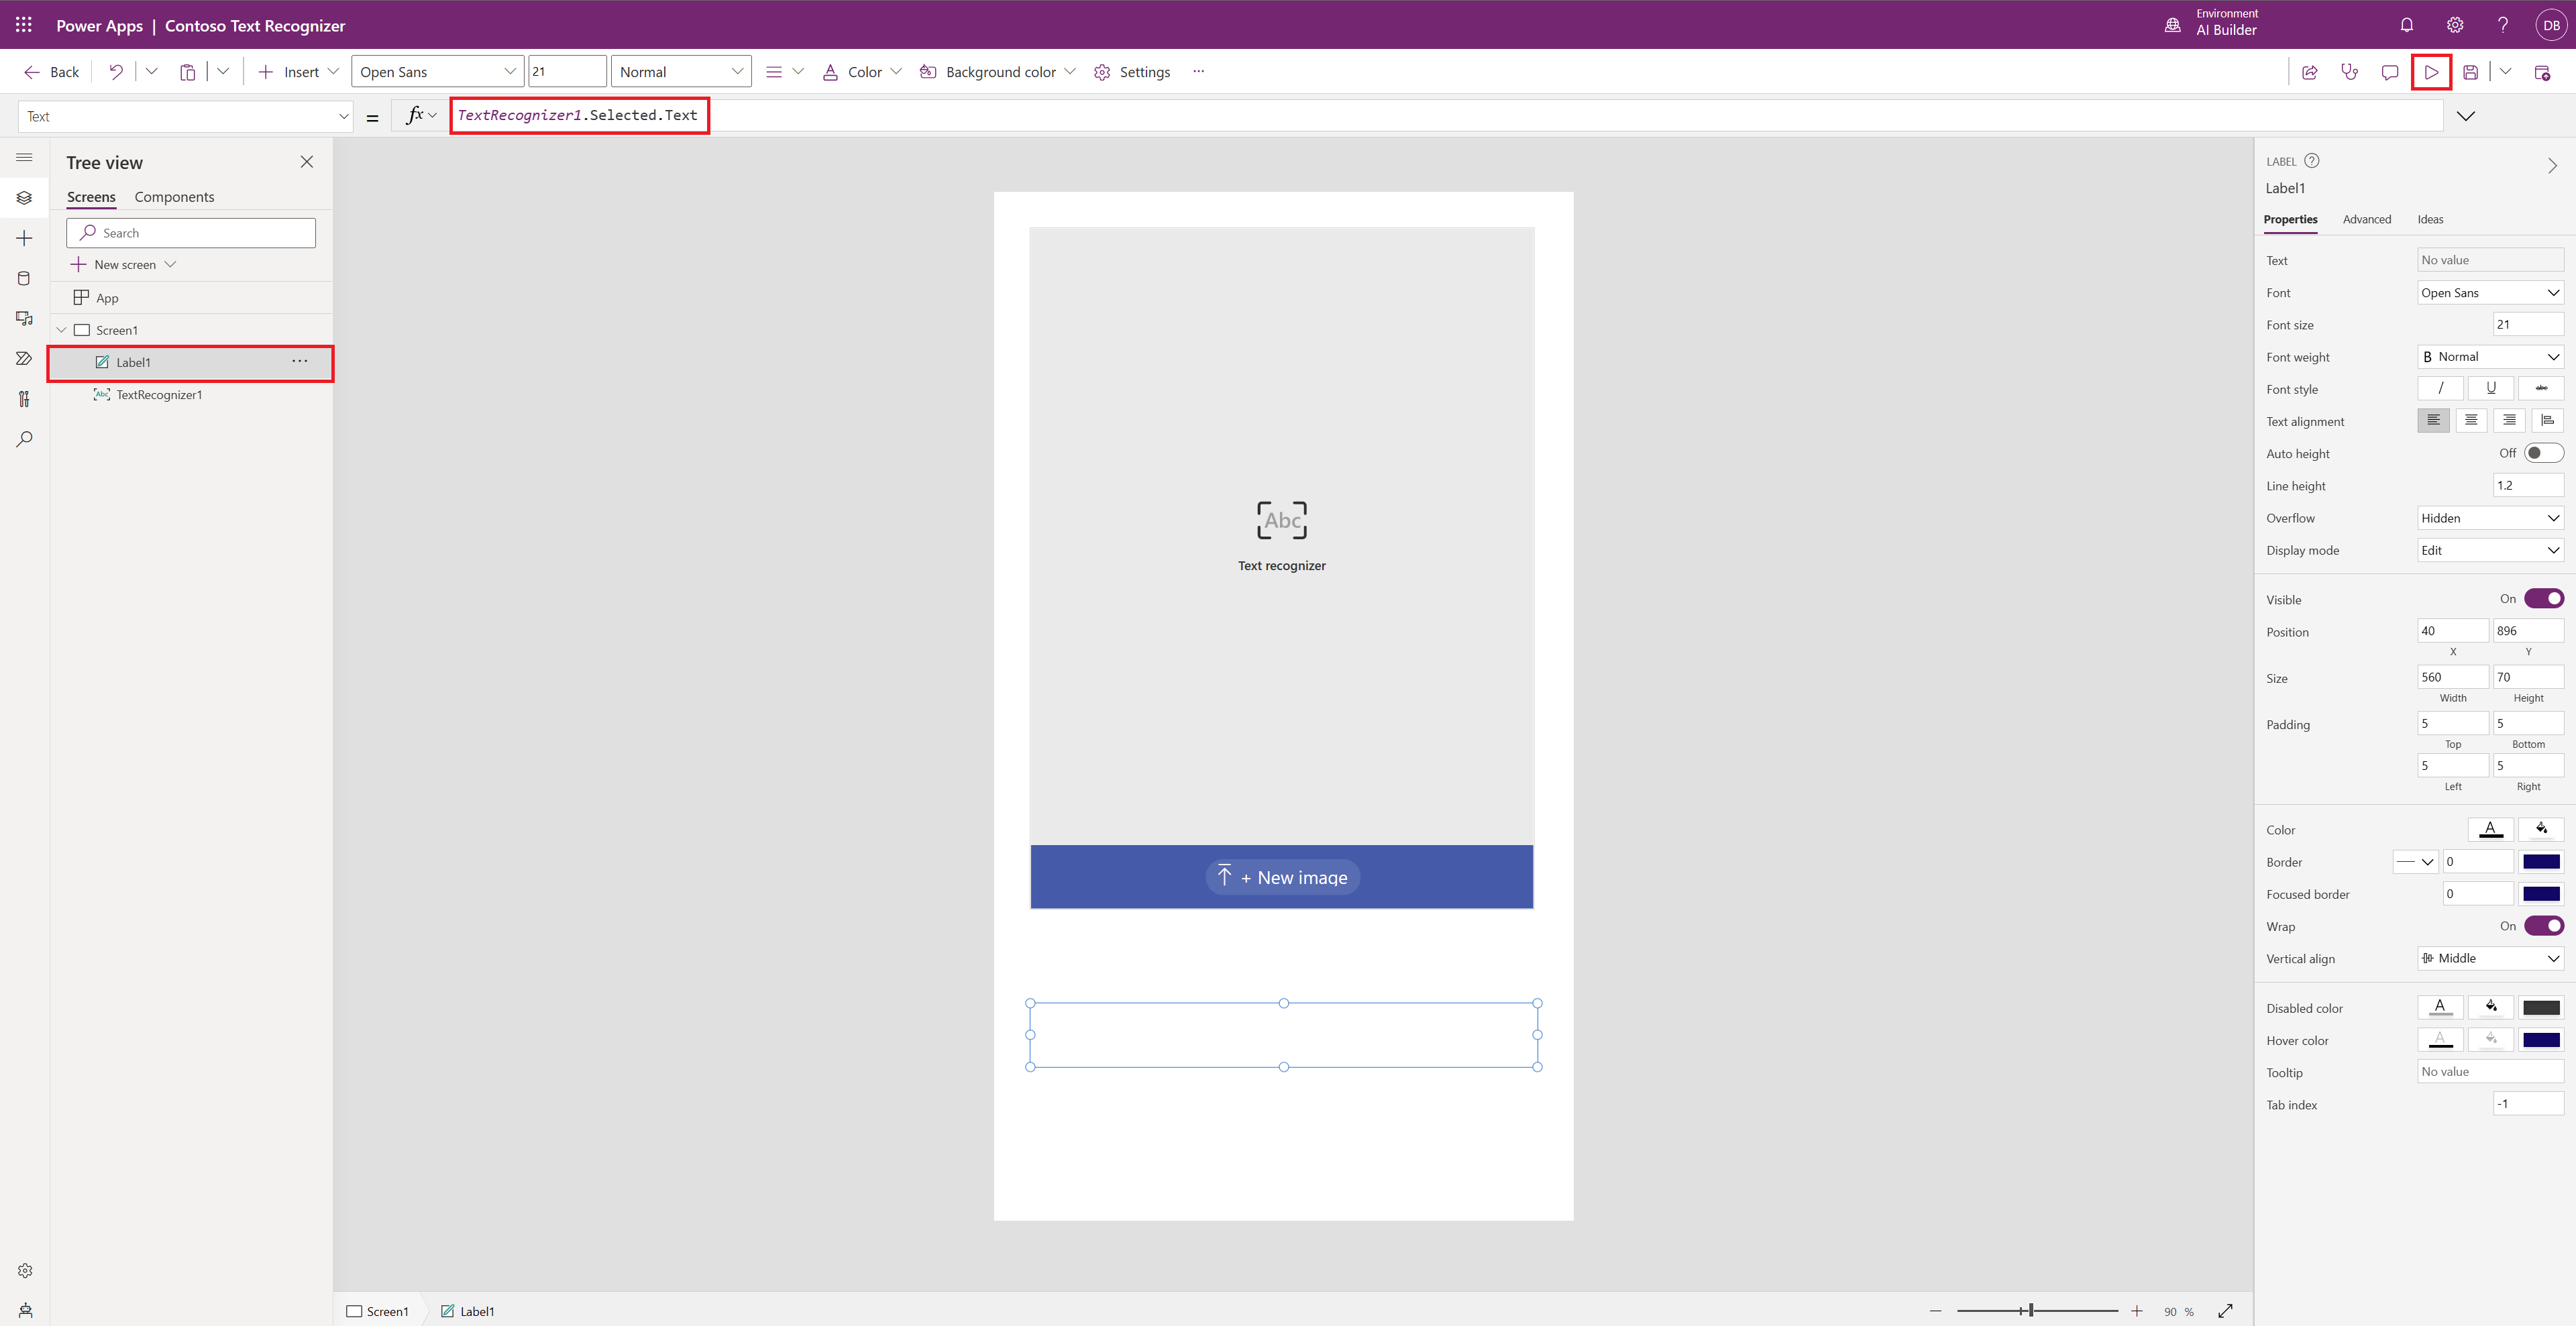 Power Apps | Contoso Text Recognizer
Environment
AI Builder
DB
Back
Insert
Open Sans
21
Normal
Color
Background color
Settings
Text
=
fx
TextRecognizer1.Selected.Text
Tree view
Screens
Components
Search
New screen
App
Screen1
Label1
Abc
TextRecognizer1
Abc
Text recognizer
+ New image
LABEL
Label1
Properties
Advanced
Ideas
Text
No value
Font
Open Sans
Font size
21
Font weight
B Normal
Font style
/ U abc
Text alignment
Auto height
Off
Line height
1.2
Overflow
Hidden
Display mode
Edit
Visible
On
Position
40
896
X
Y
Size
560
70
Width
Height
Padding
5
5
Top
Bottom
5
5
Left
Right
Color
A
Border
0
Focused border
0
Wrap
On
Vertical align
Middle
Disabled color
A
Hover color
A
Tooltip
No value
Tab index
-1
Screen1
Label1
90 %